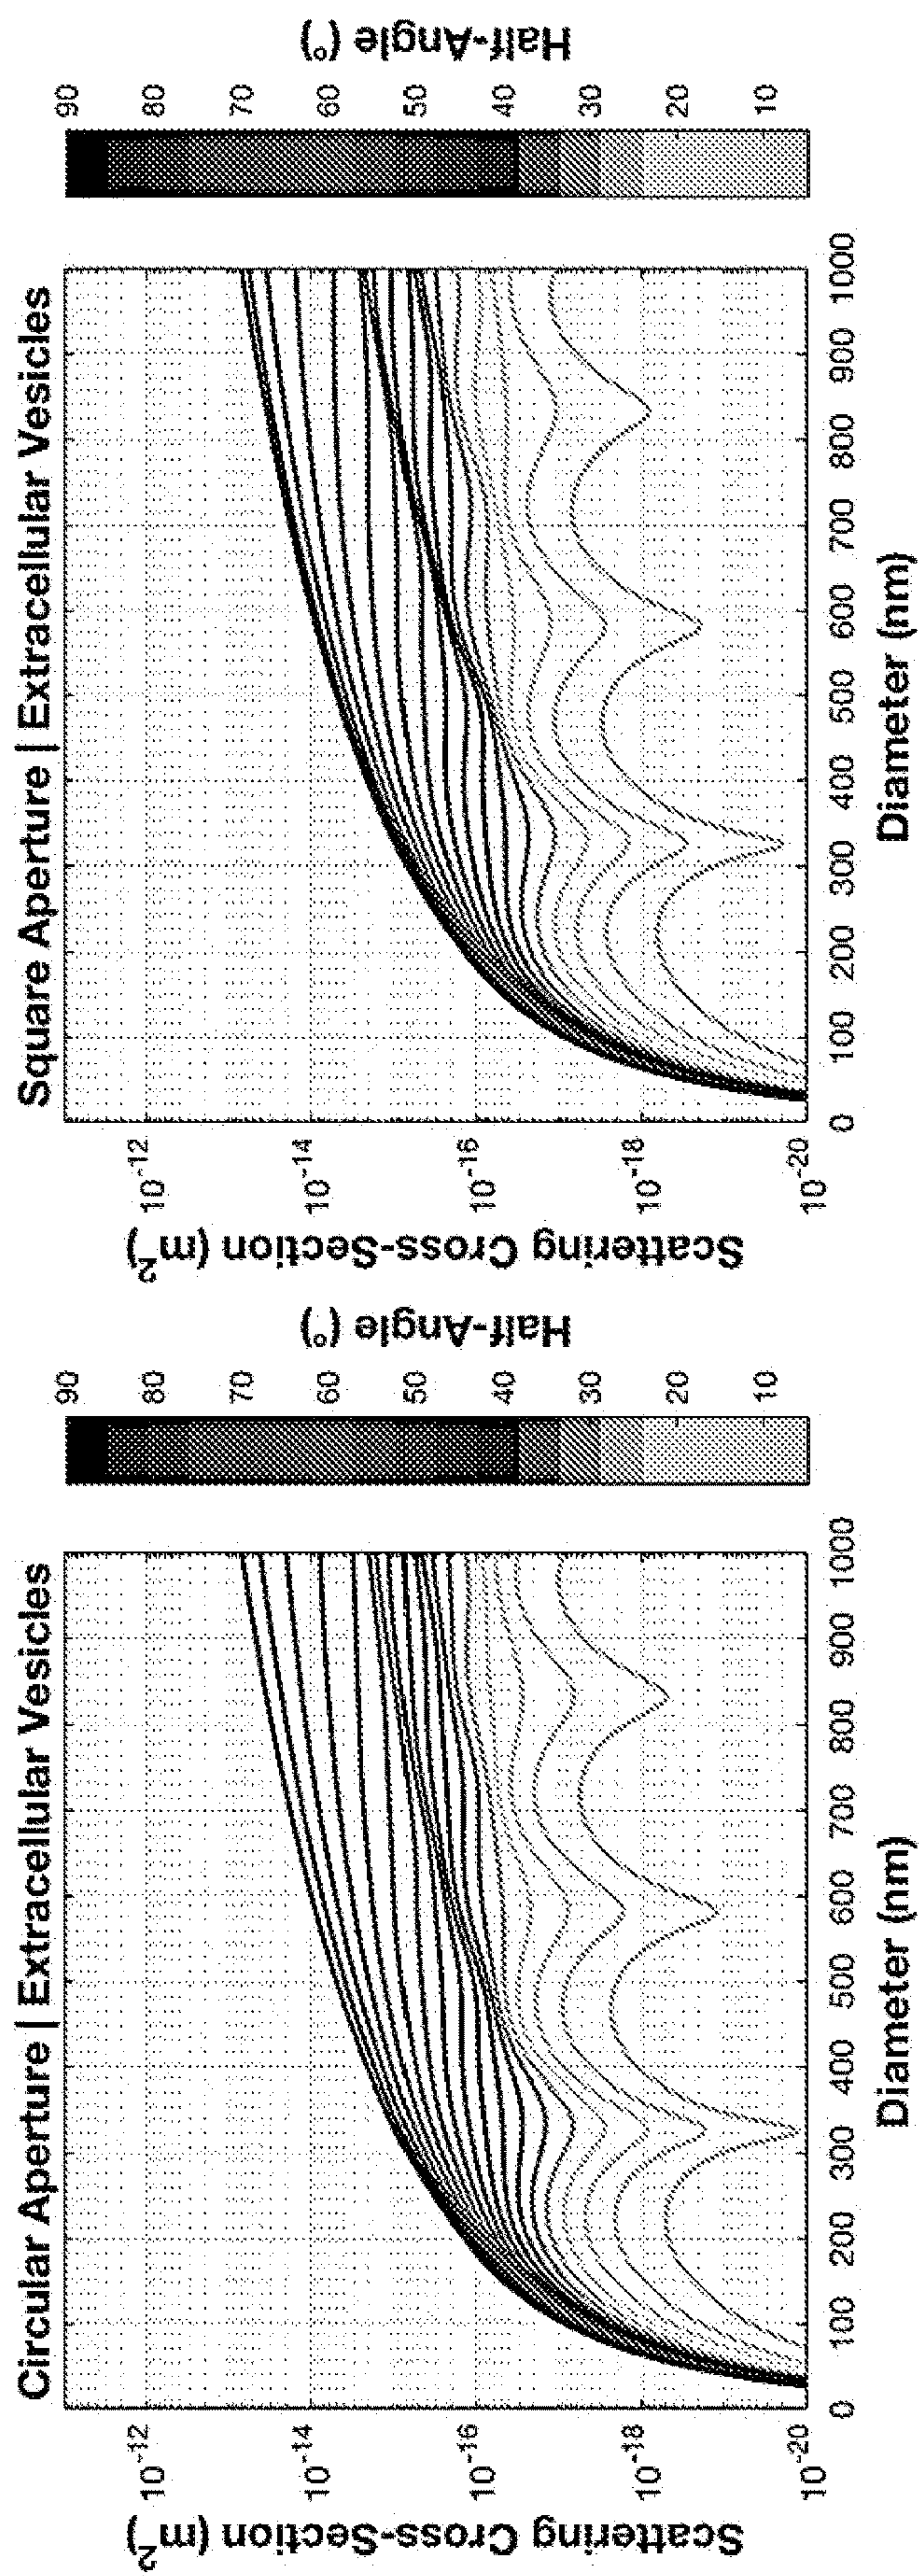 Circular Aperture | Extracellular Vesicles
Scattering Cross-Section (m²)
10⁻¹²
10⁻¹⁴
10⁻¹⁶
10⁻¹⁸
10⁻²⁰
0 100 200 300 400 500 600 700 800 900 1000
Diameter (nm)
90
80
70
60
50
40
30
20
10
Half-Angle (°)
Square Aperture | Extracellular Vesicles
Scattering Cross-Section (m²)
10⁻¹²
10⁻¹⁴
10⁻¹⁶
10⁻¹⁸
10⁻²⁰
0 100 200 300 400 500 600 700 800 900 1000
Diameter (nm)
90
80
70
60
50
40
30
20
10
Half-Angle (°)